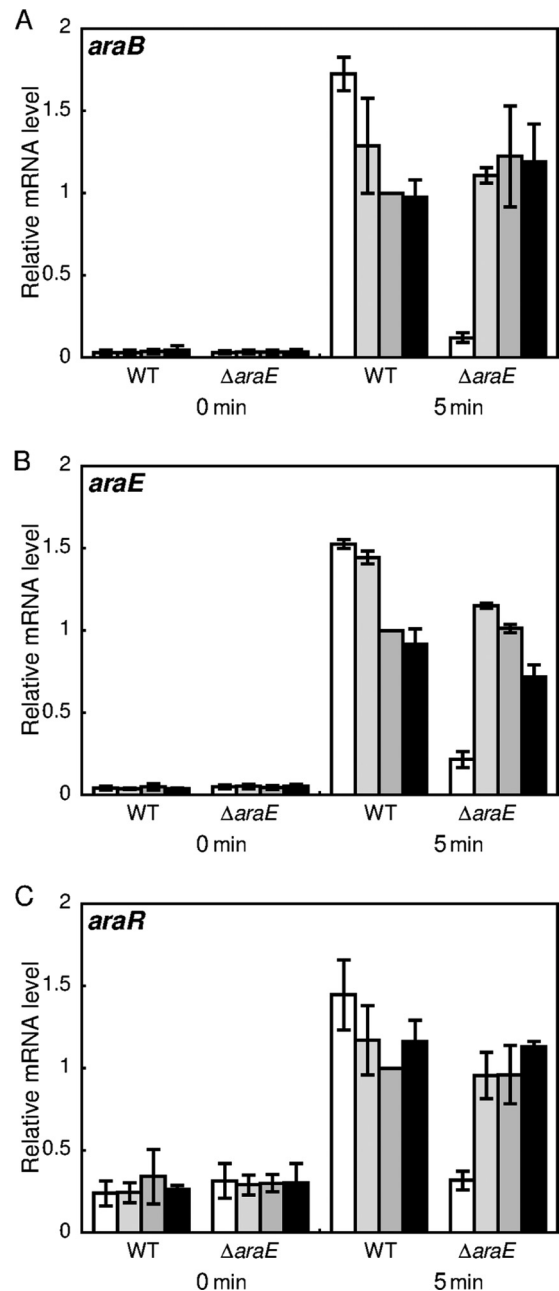 A
araB
Relative mRNA level
2
1.5
1
0.5
0
WT ΔaraE WT ΔaraE
0 min 5 min
B
araE
Relative mRNA level
2
1.5
1
0.5
0
WT ΔaraE WT ΔaraE
0 min 5 min
C
araR
Relative mRNA level
2
1.5
1
0.5
0
WT ΔaraE WT ΔaraE
0 min 5 min